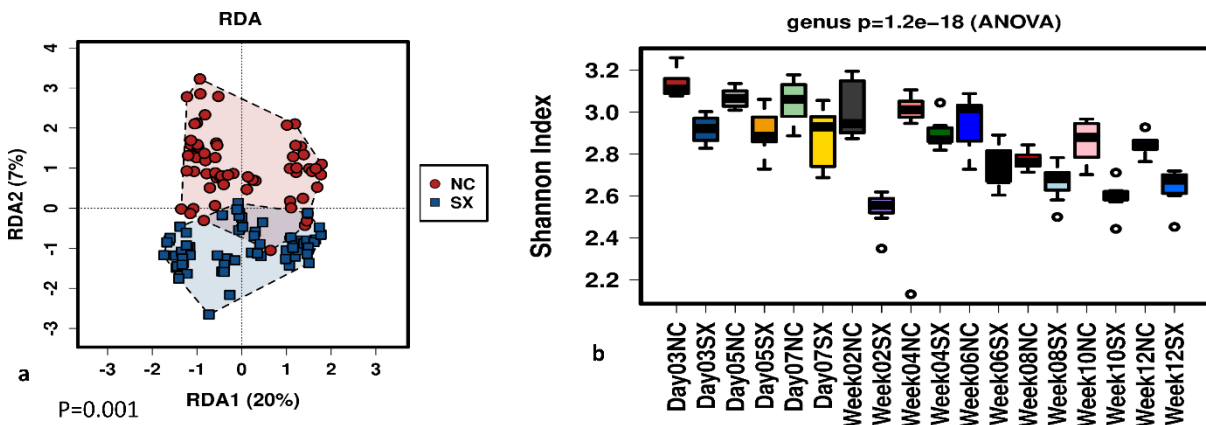 RDA
4
3
2
1
0
-1
-2
-3
RDA2 (7%)
-3 -2 -1 0 1 2 3
RDA1 (20%)
NC
SX
a
P=0.001
genus p=1.2e−18 (ANOVA)
3.2
3.0
2.8
2.6
2.4
2.2
Shannon Index
Day03NC
Day03SX
Day05NC
Day05SX
Day07NC
Day07SX
Week02NC
Week02SX
Week04NC
Week04SX
Week06NC
Week06SX
Week08NC
Week08SX
Week10NC
Week10SX
Week12NC
Week12SX
b